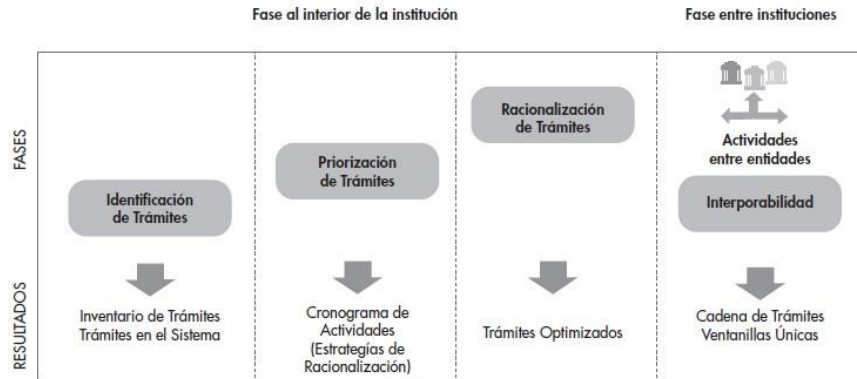 Fase al interior de la institución
Fase entre instituciones
FASES
Identificación
de Trámites
Priorización
de Trámites
Racionalización
de Trámites
Actividades
entre entidades
Interporabilidad
RESULTADOS
Inventario de Trámites
Trámites en el Sistema
Cronograma de
Actividades
(Estrategías de
Racionalización)
Trámites Optimizados
Cadena de Trámites
Ventanillas Únicas